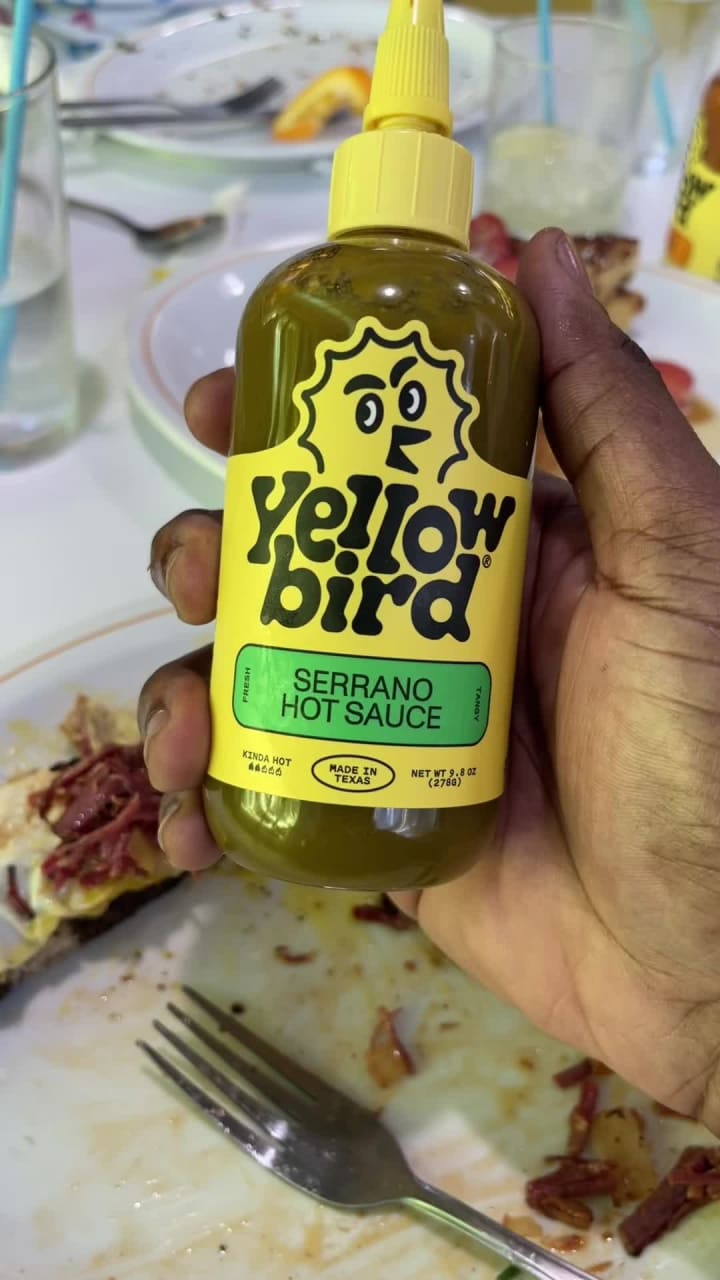 Yellow
bird®
FRESH
SERRANO
HOT SAUCE
TANGY
KINDA HOT
MADE IN
TEXAS
NET WT 9.8 OZ
(278G)